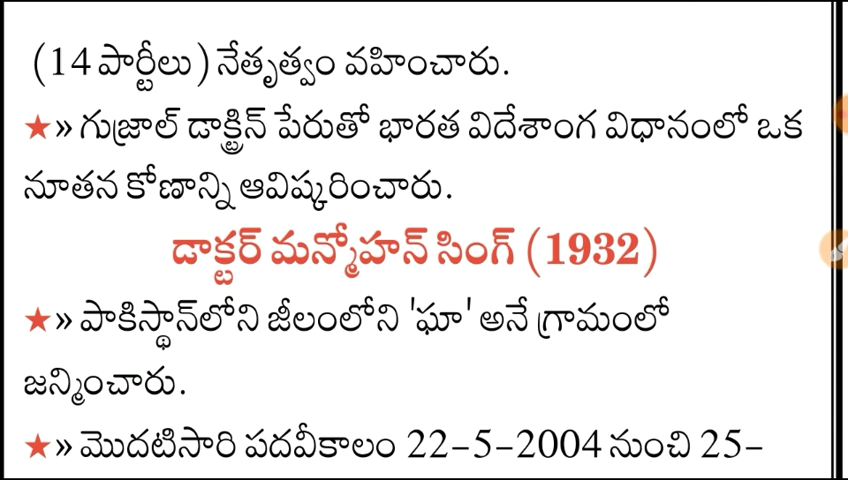 (14 పార్టీలు) నేతృత్వం వహించారు.
★» గుజ్రాల్ డాక్ట్రిన్ పేరుతో భారత విదేశాంగ విధానంలో ఒక
నూతన కోణాన్ని ఆవిష్కరించారు.
డాక్టర్ మన్మోహన్ సింగ్ (1932)
★» పాకిస్థాన్‌లోని జీలంలోని 'ఘా' అనే గ్రామంలో
జన్మించారు.
★» మొదటిసారి పదవీకాలం 22-5-2004 నుంచి 25-